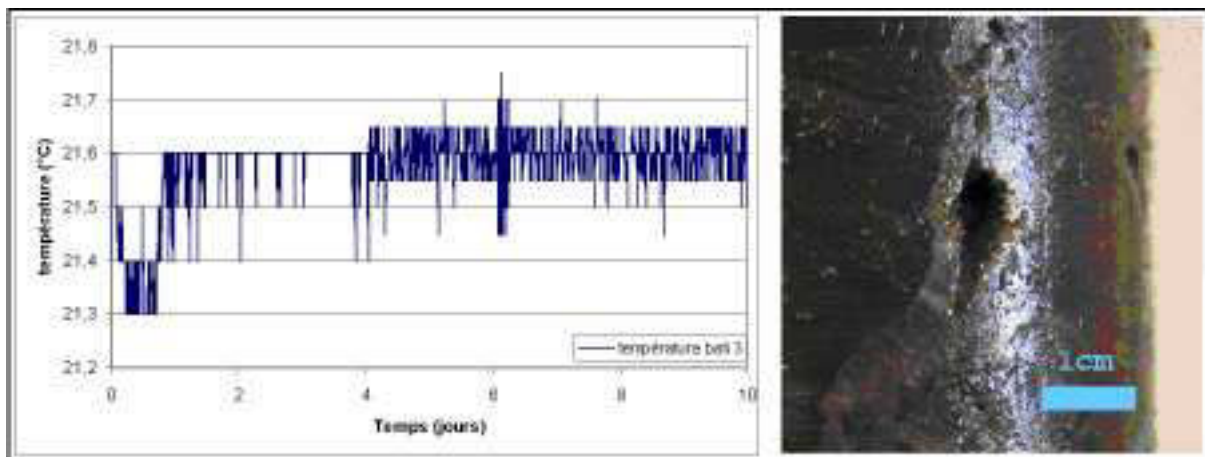 21,8
21,7
21,6
21,5
21,4
21,3
21,2
température (°C)
0 2 4 6 8 10
Temps (jours)
température bati 3
1cm